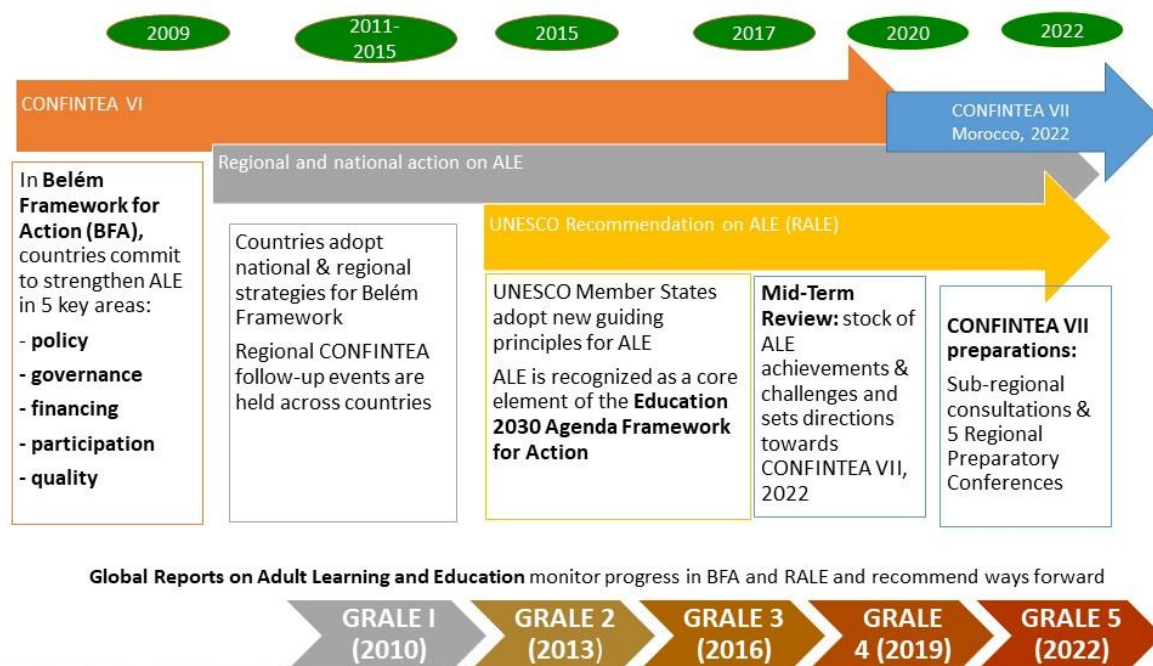 2009
2011-
2015
2015
2017
2020
2022
CONFINTEA VI
CONFINTEA VII
Morocco, 2022
Regional and national action on ALE
UNESCO Recommendation on ALE (RALE)
In Belém
Framework for
Action (BFA),
countries commit
to strengthen ALE
in 5 key areas:
- policy
- governance
- financing
- participation
- quality
Countries adopt
national & regional
strategies for Belém
Framework
Regional CONFINTEA
follow-up events are
held across countries
UNESCO Member States
adopt new guiding
principles for ALE
ALE is recognized as a core
element of the Education
2030 Agenda Framework
for Action
Mid-Term
Review: stock of
ALE
achievements &
challenges and
sets directions
towards
CONFINTEA VII,
2022
CONFINTEA VII
preparations:
Sub-regional
consultations &
5 Regional
Preparatory
Conferences
Global Reports on Adult Learning and Education monitor progress in BFA and RALE and recommend ways forward
GRALE I
(2010)
GRALE 2
(2013)
GRALE 3
(2016)
GRALE
4 (2019)
GRALE 5
(2022)